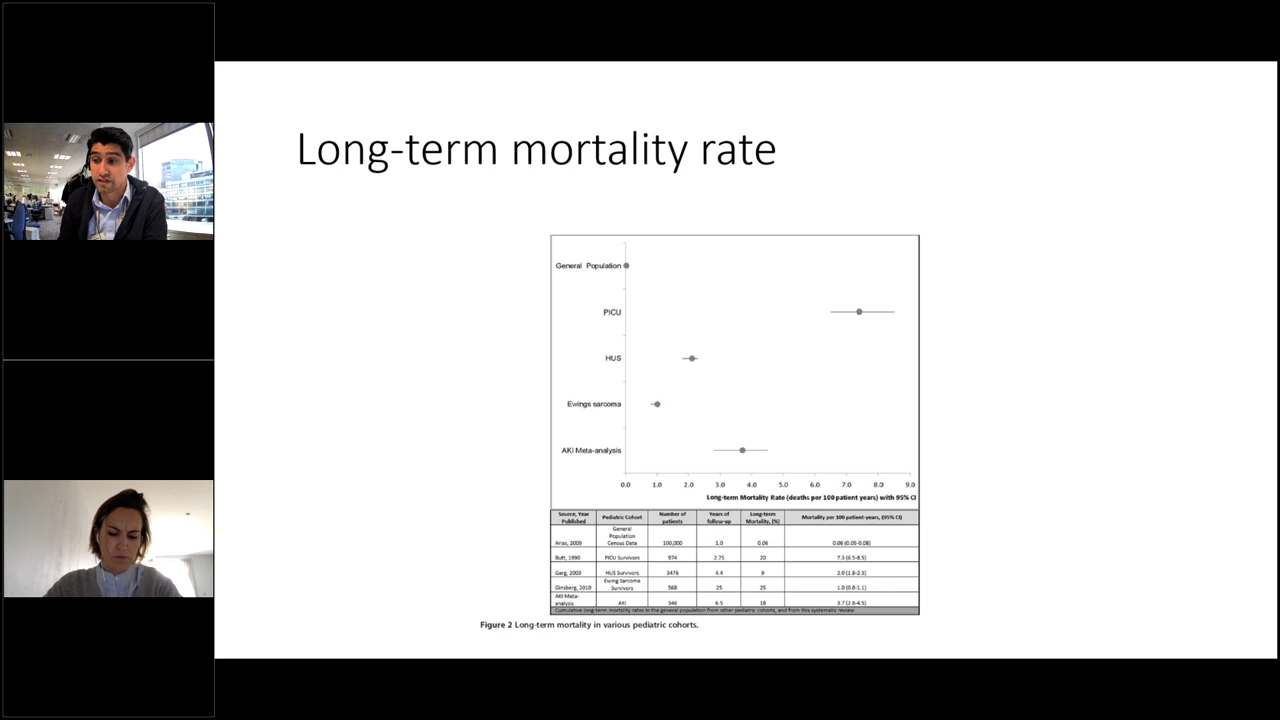 Long-term mortality rate
General Population
PICU
HUS
Ewings sarcoma
AKI Meta-analysis
0.0 1.0 2.0 3.0 4.0 5.0 6.0 7.0 8.0 9.0
Long-term Mortality Rate (deaths per 100 patient years) with 95% CI
Source, Year Published Pediatric Cohort Number of patients Years of follow-up Long-term Mortality, (%) Mortality per 100 patient-years, (95% CI)
Arias, 2009 General Population Census Data 100,000 1.0 0.06 0.06 (0.05-0.08)
Butt, 1990 PICU Survivors 974 2.75 20 7.3 (6.5-8.5)
Garg, 2003 HUS Survivors 3476 4.4 9 2.0 (1.8-2.3)
Ginsberg, 2010 Ewing Sarcoma Survivors 568 25 25 1.0 (0.8-1.1)
AKI Meta-analysis AKI 346 6.5 18 3.7 (2.8-4.5)
Cumulative long-term mortality rates in the general population from other pediatric cohorts, and from this systematic review
Figure 2 Long-term mortality in various pediatric cohorts.